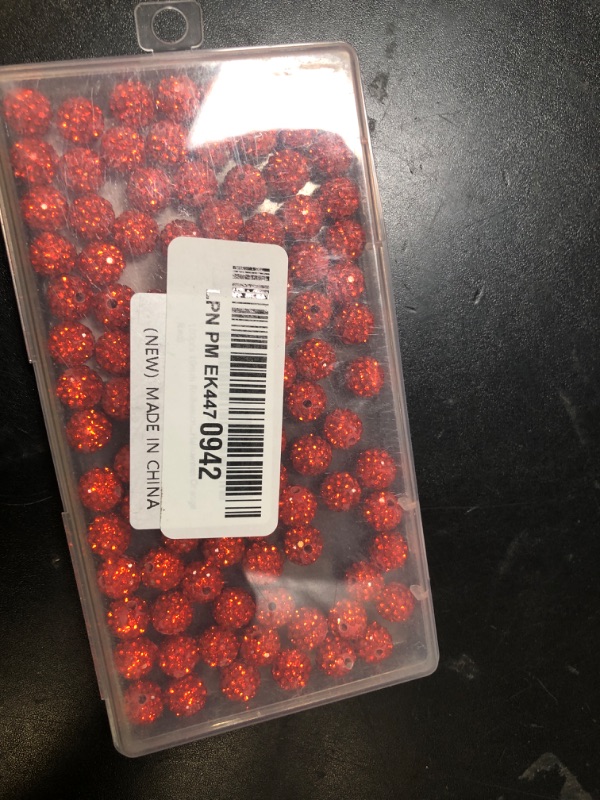 LPN PM EK4470942
(NEW) MADE IN CHINA